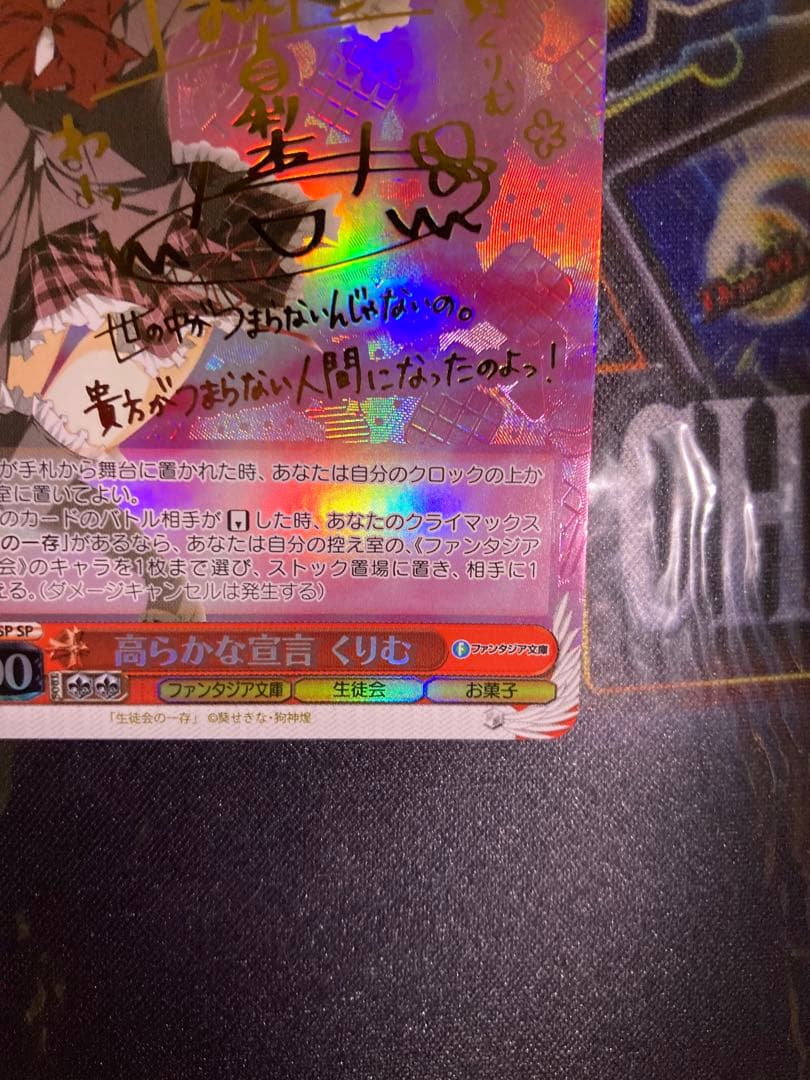 くりむ
世の中がつまらないんじゃないの。
貴方がつまらない人間になったのよっ!
が手札から舞台に置かれた時、あなたは自分のクロックの上か
室に置いてよい。
のカードのバトル相手が した時、あなたのクライマックス
の一存」があるなら、あなたは自分の控え室の、《ファンタジア
会》のキャラを1枚まで選び、ストック置場に置き、相手に1
える。(ダメージキャンセルは発生する)
SP SP
00
SOUL
高らかな宣言 くりむ
ファンタジア文庫
ファンタジア文庫 生徒会 お菓子
「生徒会の一存」 ©葵せきな・狗神煌
CH